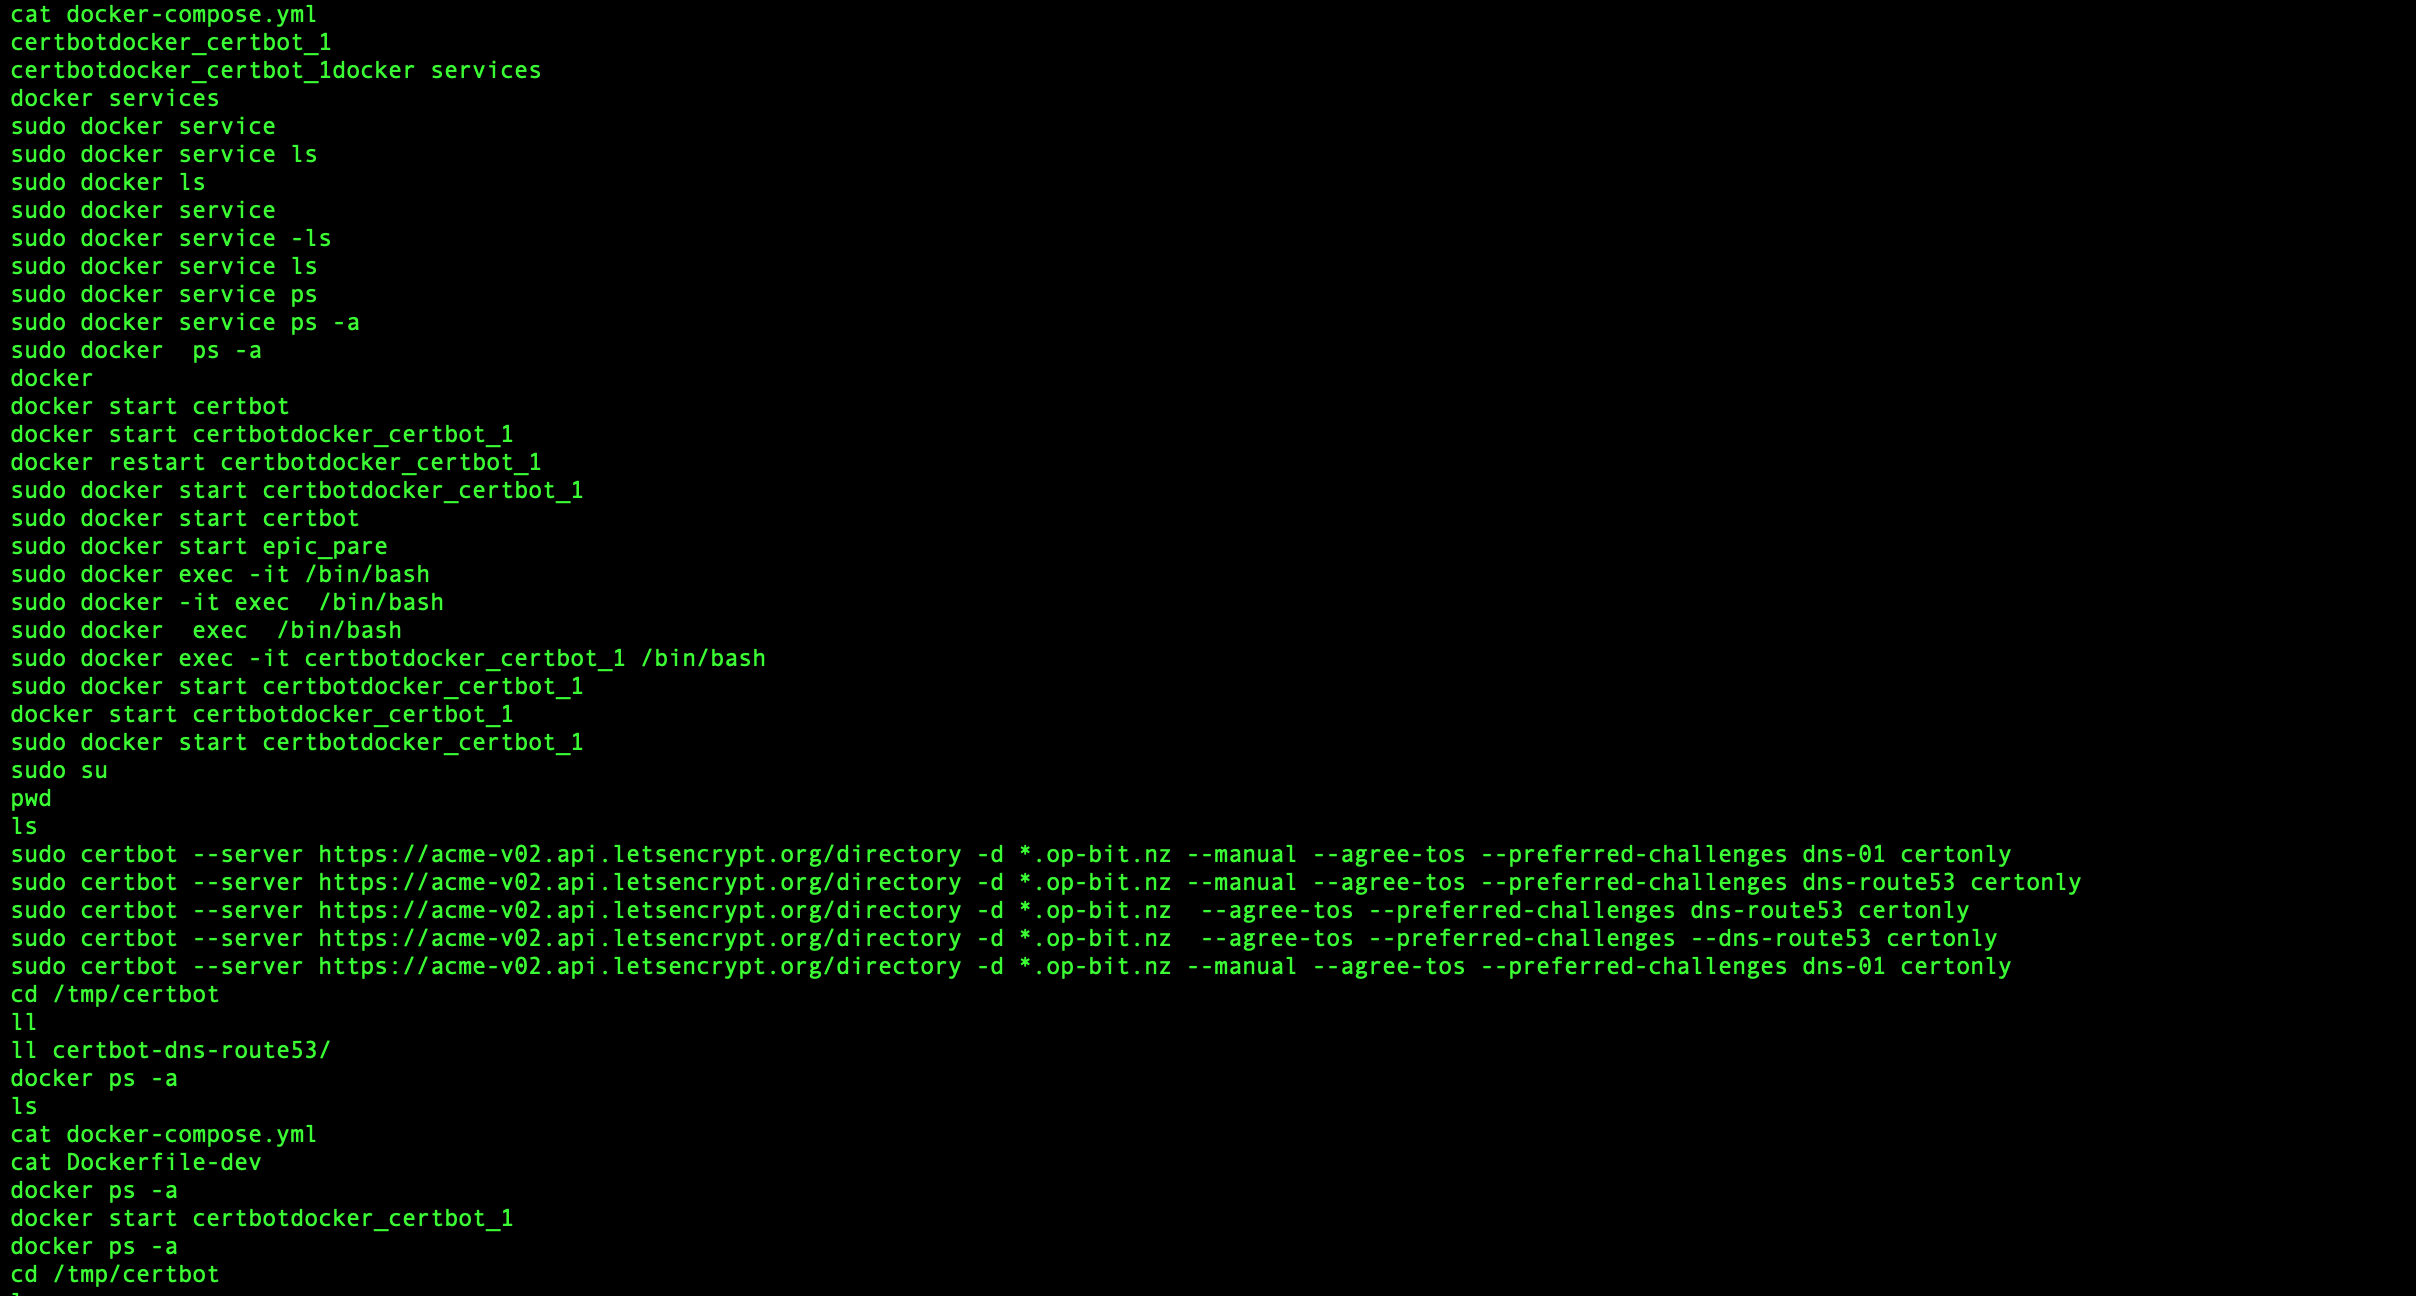 cat docker-compose.yml
certbotdocker_certbot_1
certbotdocker_certbot_1docker services
docker services
sudo docker service
sudo docker service ls
sudo docker ls
sudo docker service
sudo docker service -ls
sudo docker service ls
sudo docker service ps
sudo docker service ps -a
sudo docker  ps -a
docker
docker start certbot
docker start certbotdocker_certbot_1
docker restart certbotdocker_certbot_1
sudo docker start certbotdocker_certbot_1
sudo docker start certbot
sudo docker start epic_pare
sudo docker exec -it /bin/bash
sudo docker -it exec  /bin/bash
sudo docker  exec  /bin/bash
sudo docker exec -it certbotdocker_certbot_1 /bin/bash
sudo docker start certbotdocker_certbot_1
docker start certbotdocker_certbot_1
sudo docker start certbotdocker_certbot_1
sudo su
pwd
ls
sudo certbot --server https://acme-v02.api.letsencrypt.org/directory -d *.op-bit.nz --manual --agree-tos --preferred-challenges dns-01 certonly
sudo certbot --server https://acme-v02.api.letsencrypt.org/directory -d *.op-bit.nz --manual --agree-tos --preferred-challenges dns-route53 certonly
sudo certbot --server https://acme-v02.api.letsencrypt.org/directory -d *.op-bit.nz  --agree-tos --preferred-challenges dns-route53 certonly
sudo certbot --server https://acme-v02.api.letsencrypt.org/directory -d *.op-bit.nz  --agree-tos --preferred-challenges --dns-route53 certonly
sudo certbot --server https://acme-v02.api.letsencrypt.org/directory -d *.op-bit.nz --manual --agree-tos --preferred-challenges dns-01 certonly
cd /tmp/certbot
ll
ll certbot-dns-route53/
docker ps -a
ls
cat docker-compose.yml
cat Dockerfile-dev
docker ps -a
docker start certbotdocker_certbot_1
docker ps -a
cd /tmp/certbot